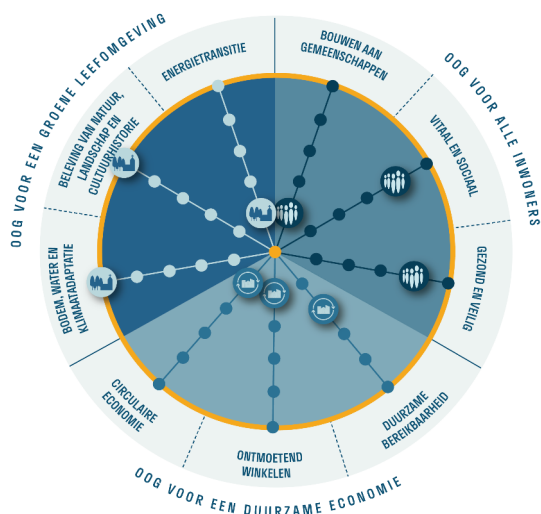 OOG VOOR EEN GROENE LEEFOMGEVING
ENERGIETRANSITIE
BELEVING VAN NATUUR,
LANDSCHAP EN
CULTUURHISTORIE
BODEM, WATER EN
KLIMAATADAPTATIE
OOG VOOR ALLE INWONERS
BOUWEN AAN
GEMEENSCHAPPEN
VITAAL EN SOCIAAL
GEZOND EN VEILIG
DUURZAME
BEREIKBAARHEID
ONTMOETEND
WINKELEN
CIRCULAIRE
ECONOMIE
OOG VOOR EEN DUURZAME ECONOMIE